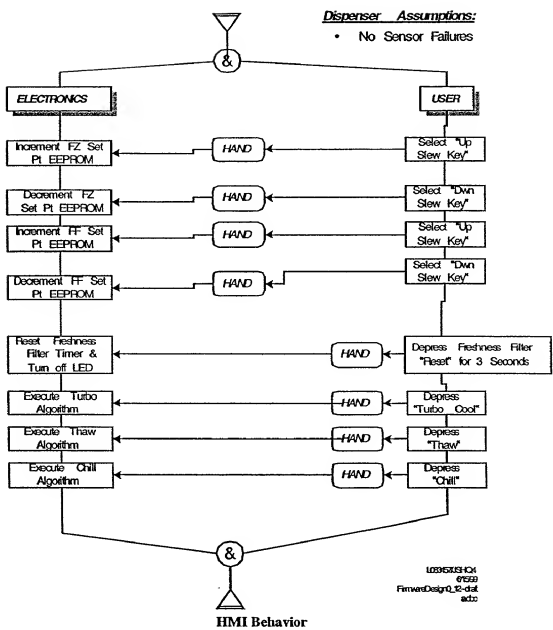 Dispenser Assumptions:
• No Sensor Failures
&
ELECTRONICS
USER
Increment FZ Set
Pt EEPROM
HAND
Select "Up
Slew Key"
Decrement FZ
Set Pt EEPROM
HAND
Select "Dwn
Slew Key"
Increment FF Set
Pt EEPROM
HAND
Select "Up
Slew Key"
Decrement FF Set
Pt EEPROM
HAND
Select "Dwn
Slew Key"
Reset Freshness
Filter Timer &
Turn off LED
HAND
Depress Freshness Filter
"Reset" for 3 Seconds
Execute Turbo
Algorithm
HAND
Depress
"Turbo Cool"
Execute Thaw
Algorithm
HAND
Depress
"Thaw"
Execute Chill
Algorithm
HAND
Depress
"Chill"
&
HMI Behavior